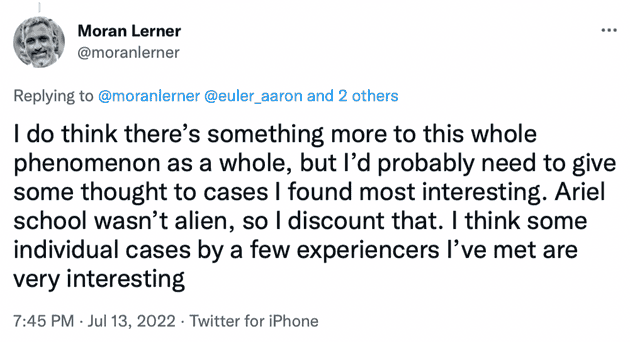 Moran Lerner
@moranlerner
Replying to @moranlerner @euler_aaron and 2 others
I do think there's something more to this whole
phenomenon as a whole, but I'd probably need to give
some thought to cases I found most interesting. Ariel
school wasn't alien, so I discount that. I think some
individual cases by a few experiencers I've met are
very interesting
7:45 PM · Jul 13, 2022 · Twitter for iPhone